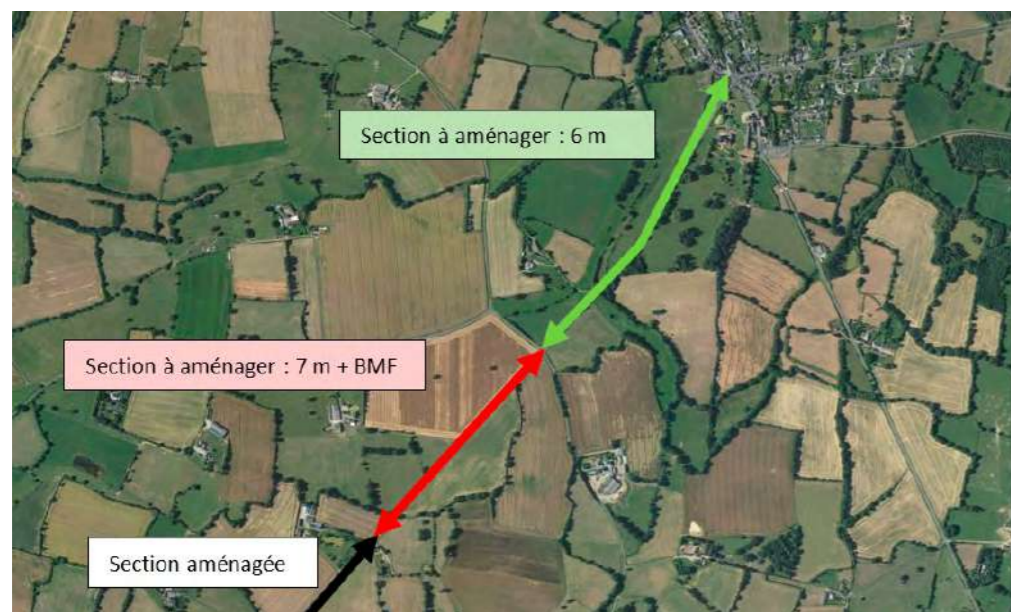 Section à aménager : 6 m
Section à aménager : 7 m + BMF
Section aménagée